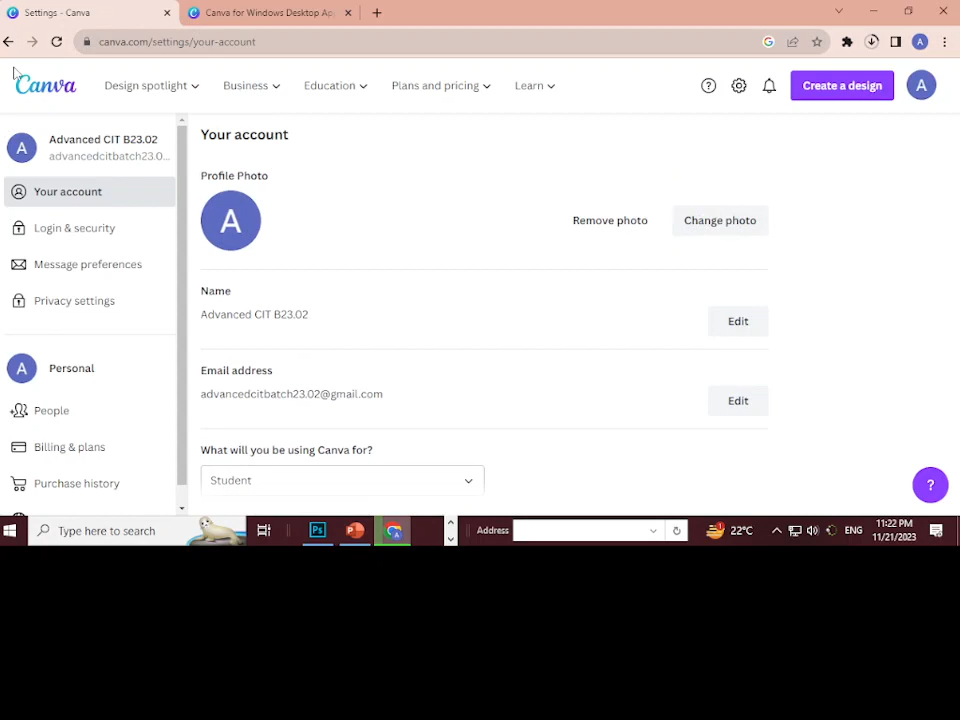 Settings - Canva
Canva for Windows Desktop Ap
canva.com/settings/your-account
A
Canva
Design spotlight
Business
Education
Plans and pricing
Learn
?
Create a design
A
A
Advanced CIT B23.02
advancedcitbatch23.0...
Your account
Login & security
Message preferences
Privacy settings
A
Personal
People
Billing & plans
Purchase history
Your account
Profile Photo
A
Remove photo
Change photo
Name
Advanced CIT B23.02
Edit
Email address
advancedcitbatch23.02@gmail.com
Edit
What will you be using Canva for?
Student
?
Type here to search
Ps
Address
22°C
ENG
11:22 PM
11/21/2023